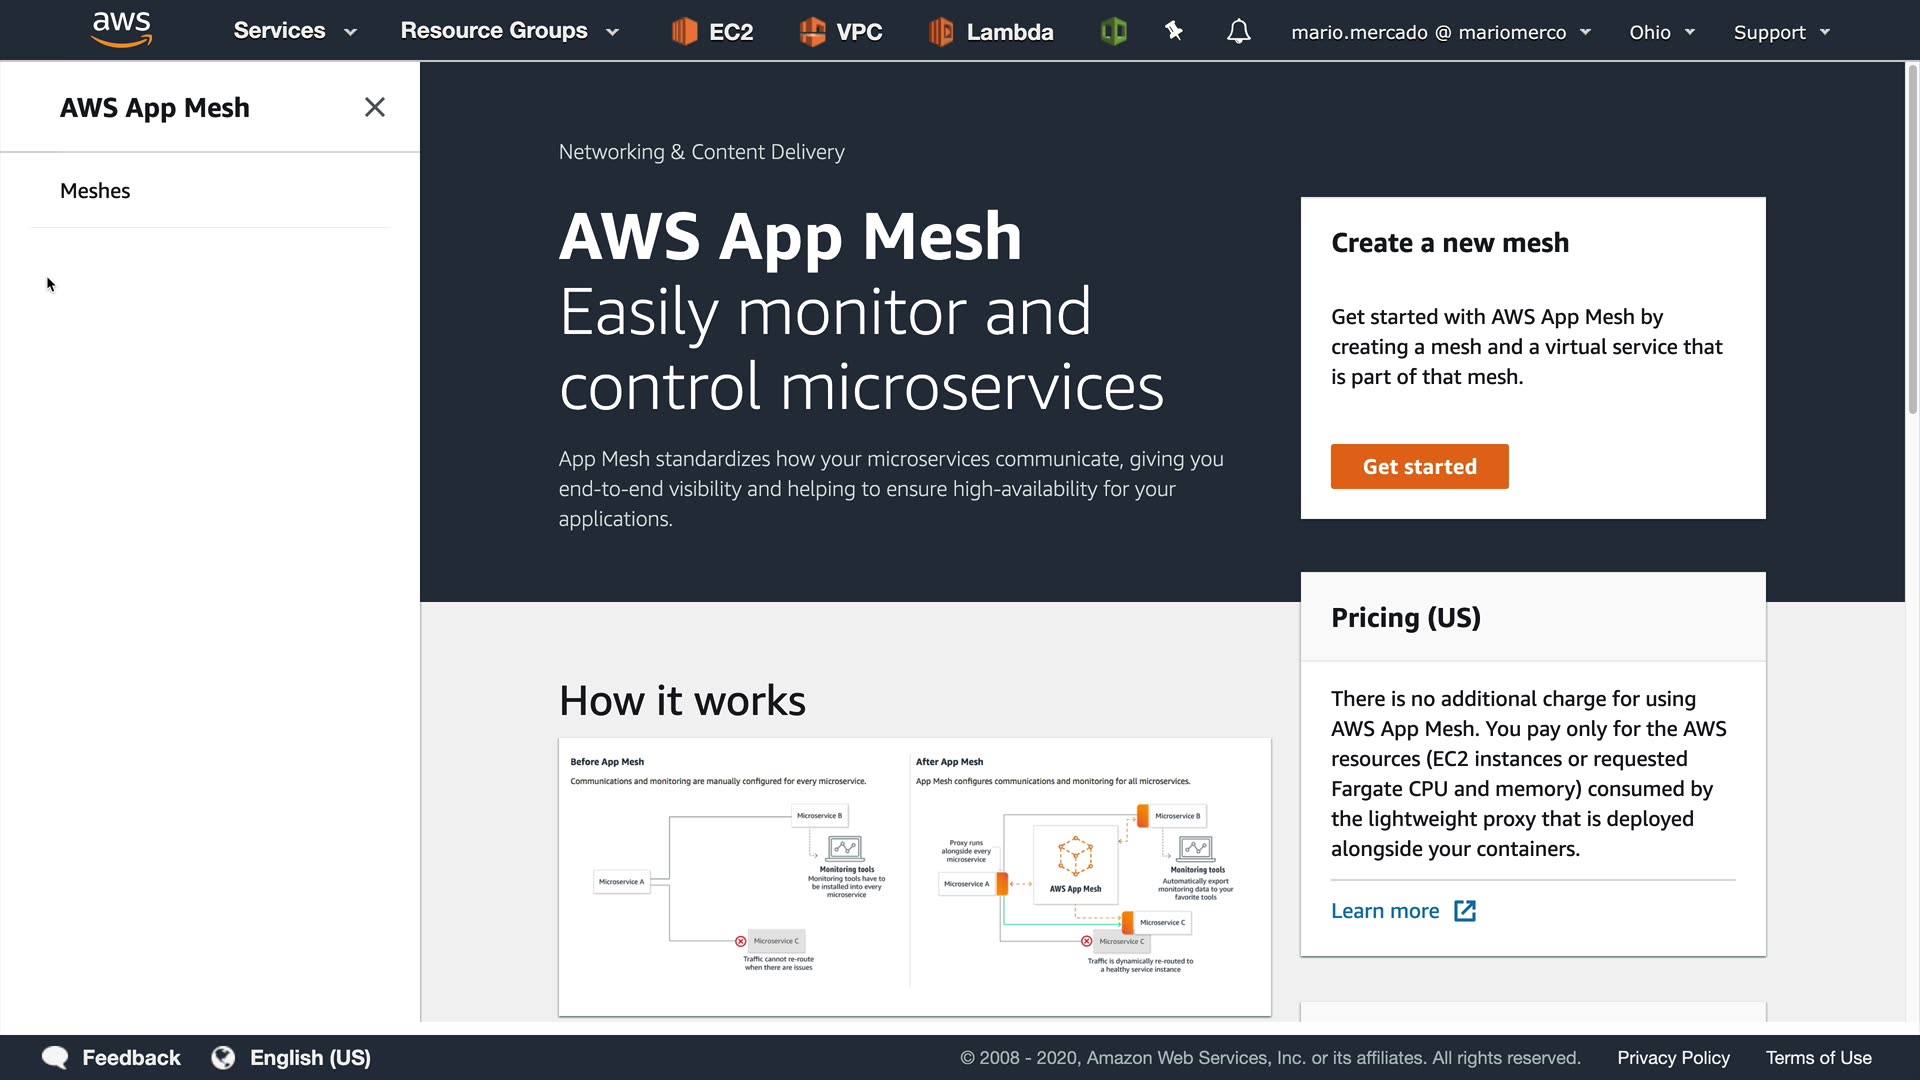 aws
Services
Resource Groups
EC2
VPC
Lambda
mario.mercado @ mariomerco
Ohio
Support
AWS App Mesh
Meshes
Networking & Content Delivery
AWS App Mesh
Easily monitor and
control microservices
App Mesh standardizes how your microservices communicate, giving you
end-to-end visibility and helping to ensure high-availability for your
applications.
Create a new mesh
Get started with AWS App Mesh by
creating a mesh and a virtual service that
is part of that mesh.
Get started
Pricing (US)
There is no additional charge for using
AWS App Mesh. You pay only for the AWS
resources (EC2 instances or requested
Fargate CPU and memory) consumed by
the lightweight proxy that is deployed
alongside your containers.
Learn more
How it works
Before App Mesh
Communications and monitoring are manually configured for every microservice.
Microservice B
Monitoring tools
Monitoring tools have to
be installed into every
microservice
Microservice A
Microservice C
Traffic cannot re-route
when there are issues
After App Mesh
App Mesh configures communications and monitoring for all microservices.
Microservice B
Proxy runs
alongside every
microservice
Microservice A
AWS App Mesh
Monitoring tools
Automatically export
monitoring data to your
favorite tools
Microservice C
Microservice C
Traffic is dynamically re-routed to
a healthy service instance
Feedback
English (US)
© 2008 - 2020, Amazon Web Services, Inc. or its affiliates. All rights reserved.
Privacy Policy
Terms of Use